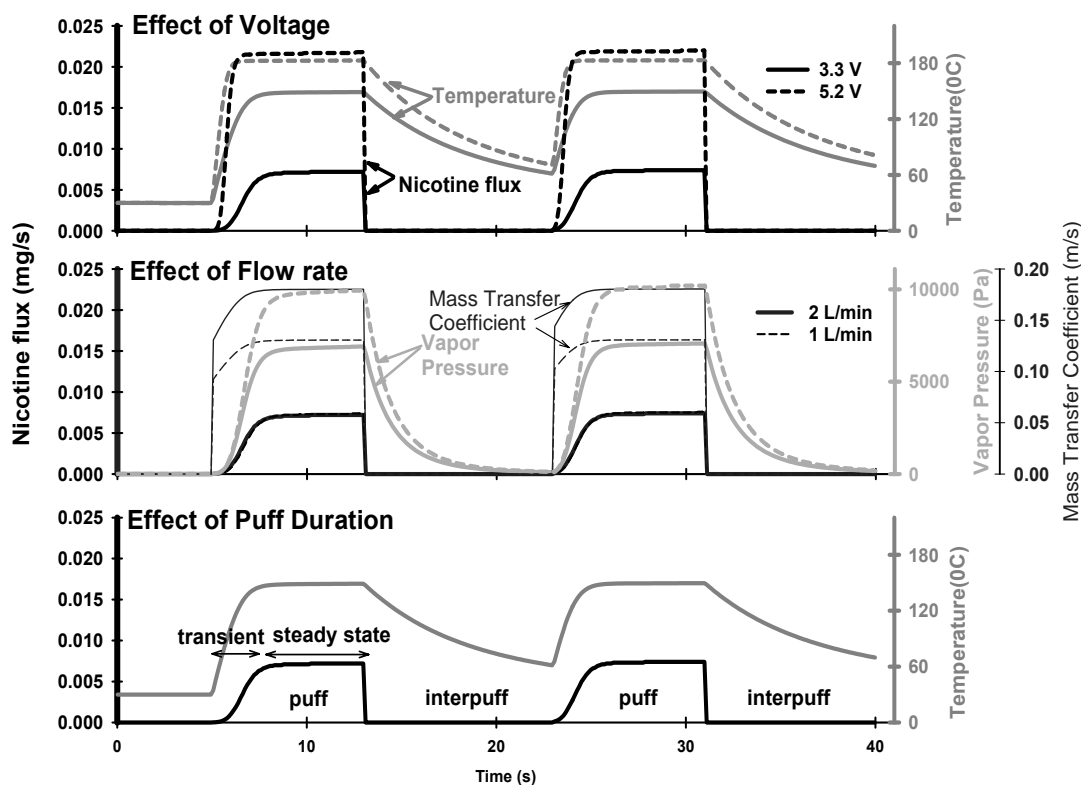 Effect of Voltage
0.025
0.020
0.015
0.010
0.005
0.000
Temperature
Nicotine flux
3.3 V
5.2 V
180
120
60
0
Temperature(0C)
Nicotine flux (mg/s)
Effect of Flow rate
0.025
0.020
0.015
0.010
0.005
0.000
Mass Transfer
Coefficient
Vapor
Pressure
2 L/min
1 L/min
10000
5000
0
Vapor Pressure (Pa)
0.20
0.15
0.10
0.05
0.00
Mass Transfer Coefficient (m/s)
Effect of Puff Duration
0.025
0.020
0.015
0.010
0.005
0.000
transient
steady state
puff
interpuff
puff
interpuff
180
120
60
0
Temperature(0C)
0
10
20
30
40
Time (s)